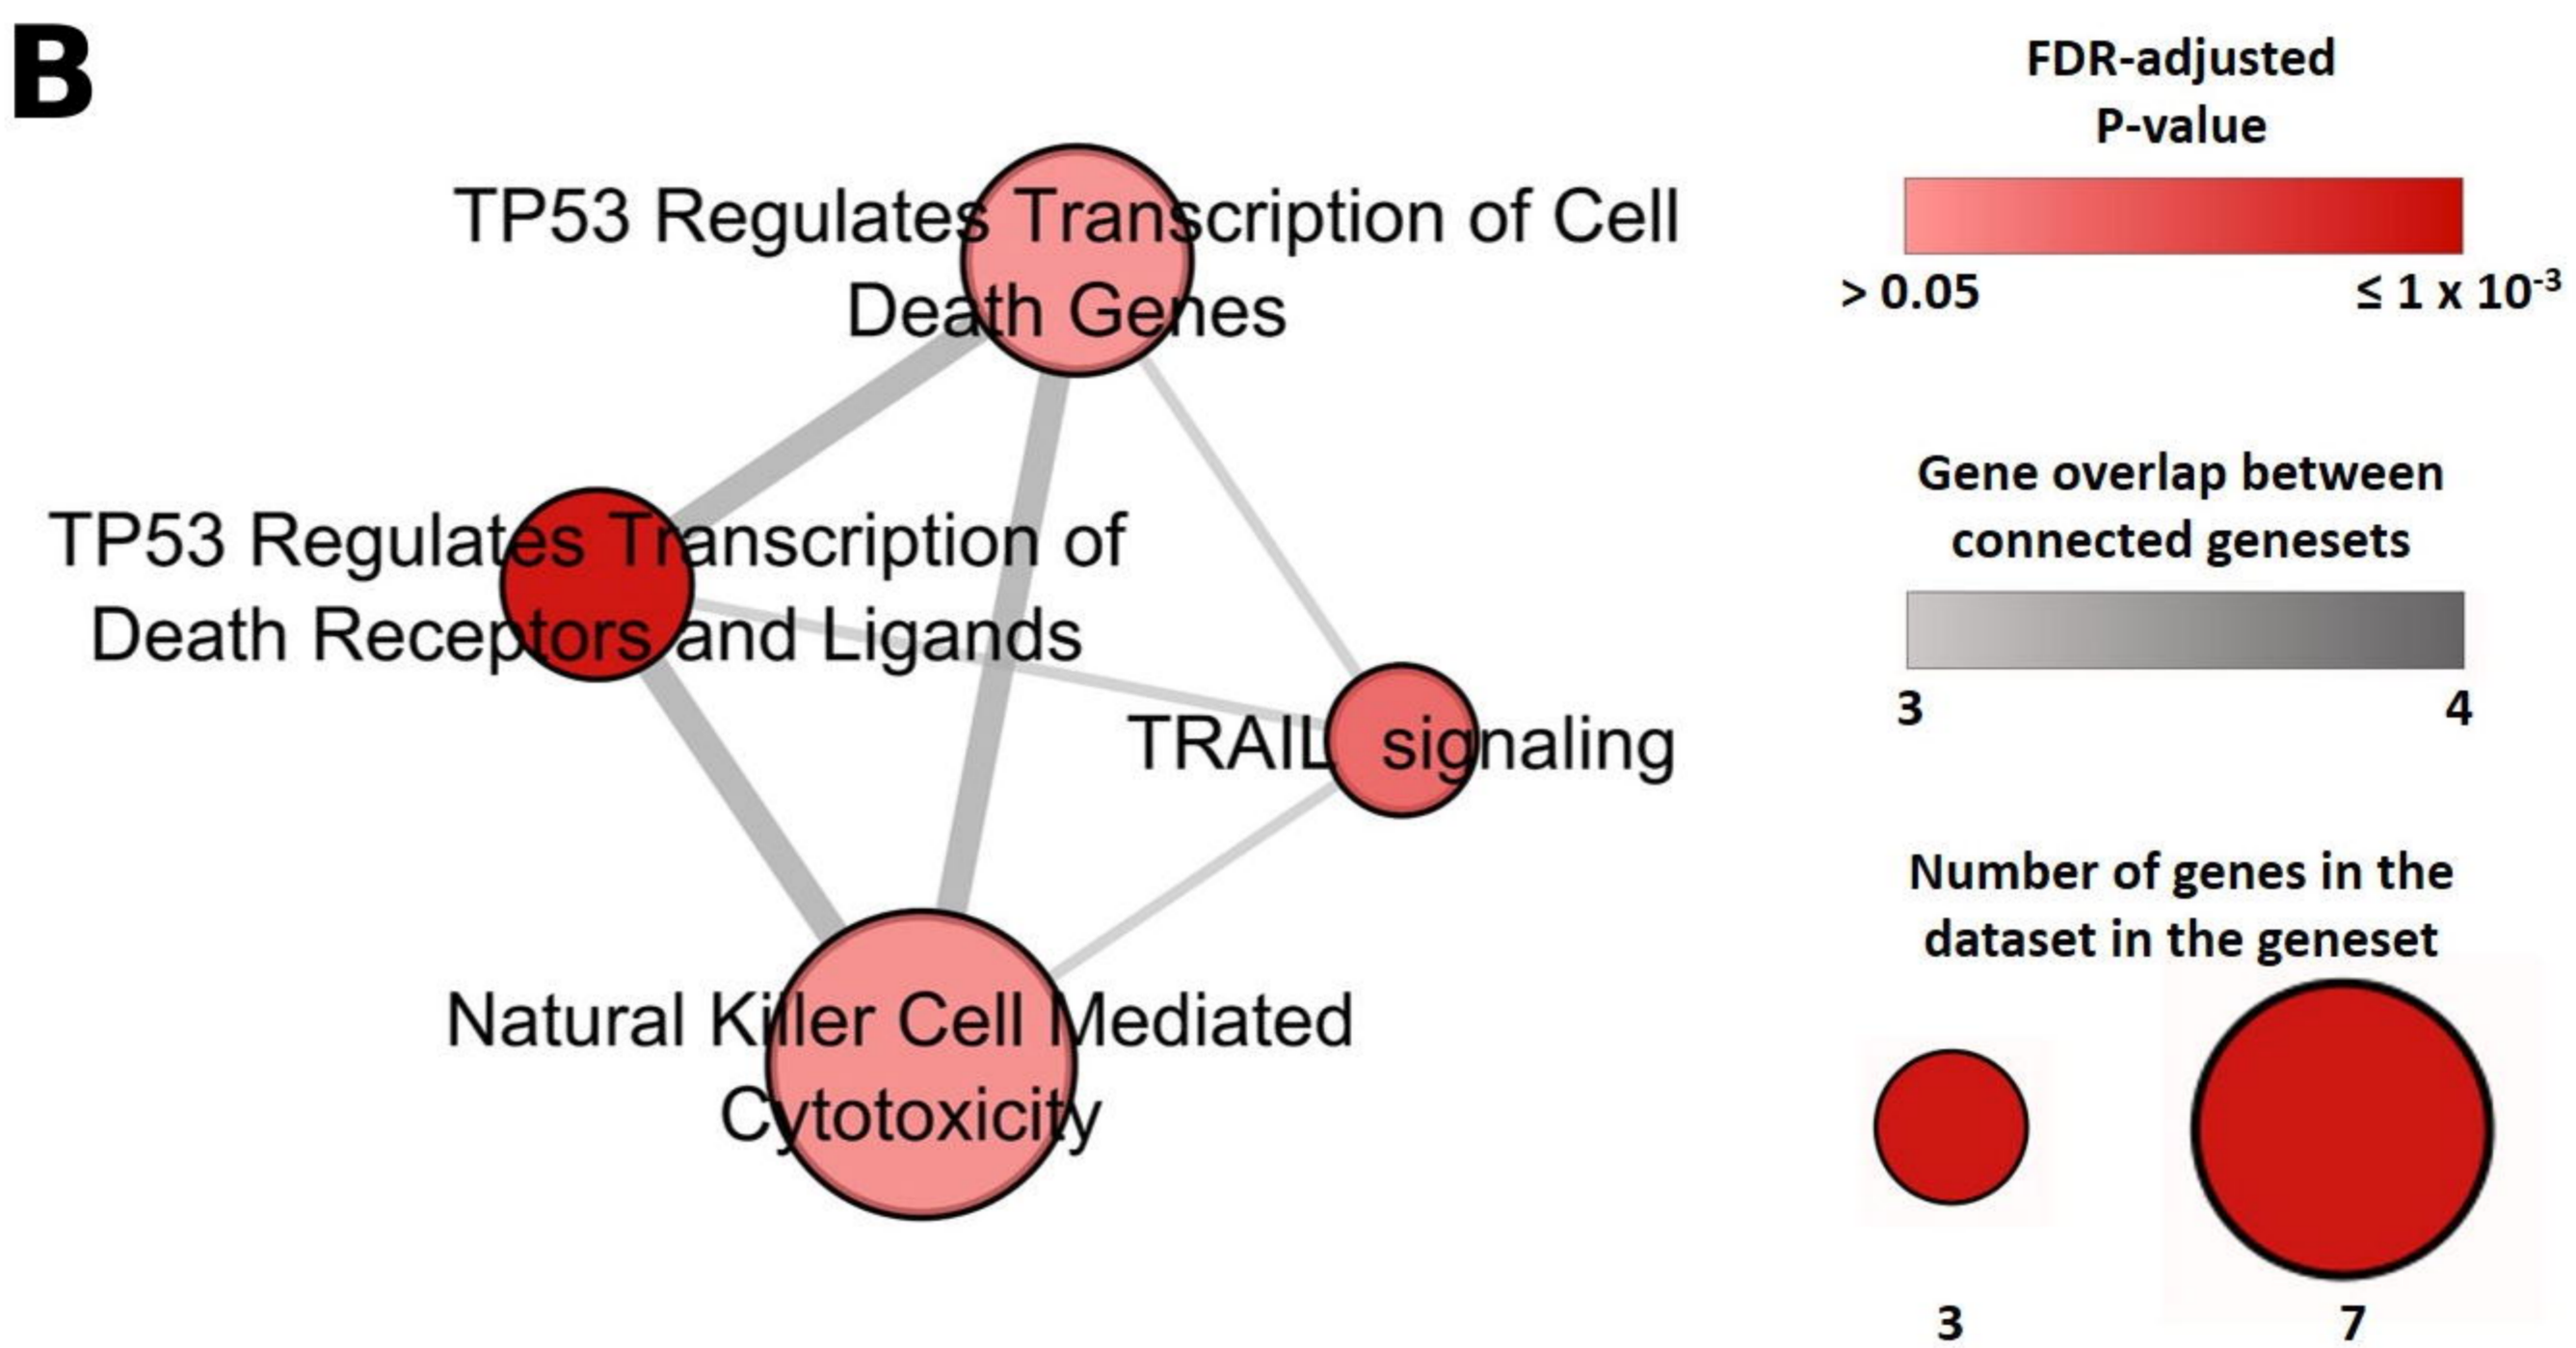 B
TP53 Regulates Transcription of Cell
Death Genes
TP53 Regulates Transcription of
Death Receptors and Ligands
TRAIL signaling
Natural Killer Cell Mediated
Cytotoxicity
FDR-adjusted
P-value
> 0.05
≤ 1 x 10⁻³
Gene overlap between
connected genesets
3
4
Number of genes in the
dataset in the geneset
3
7